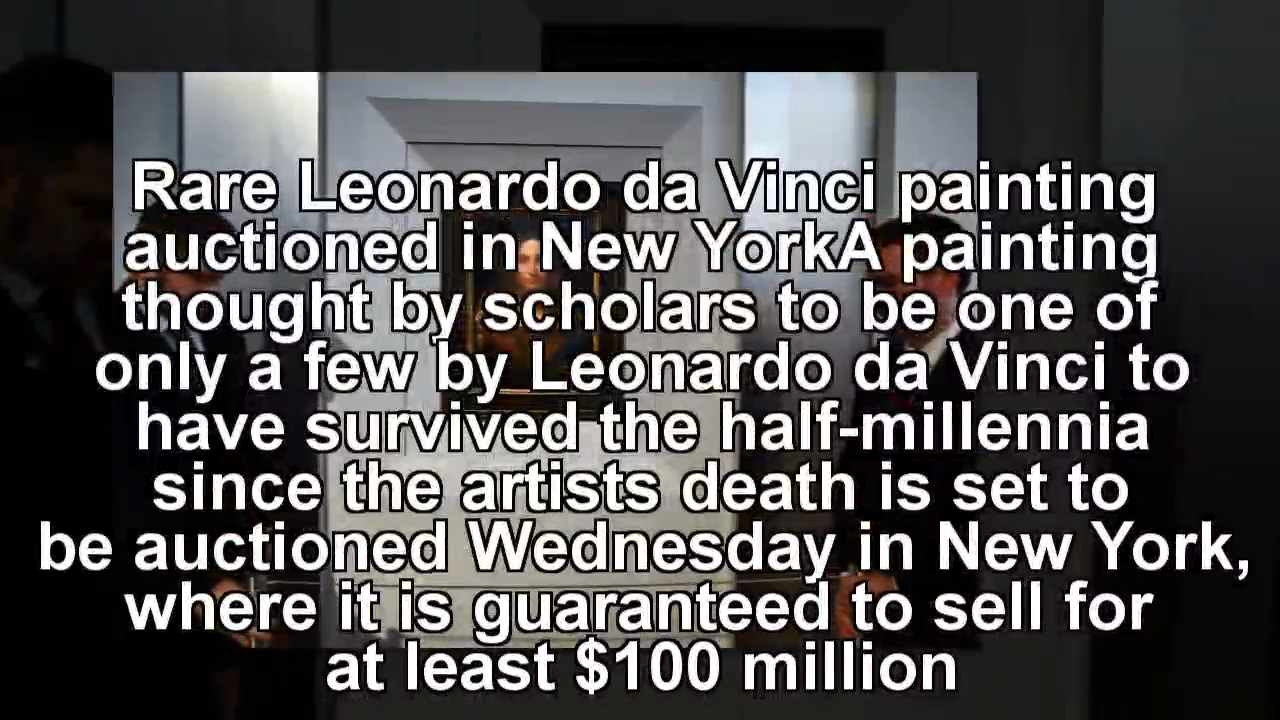 Rare Leonardo da Vinci painting
auctioned in New YorkA painting
thought by scholars to be one of
only a few by Leonardo da Vinci to
have survived the half-millennia
since the artists death is set to
be auctioned Wednesday in New York,
where it is guaranteed to sell for
at least $100 million